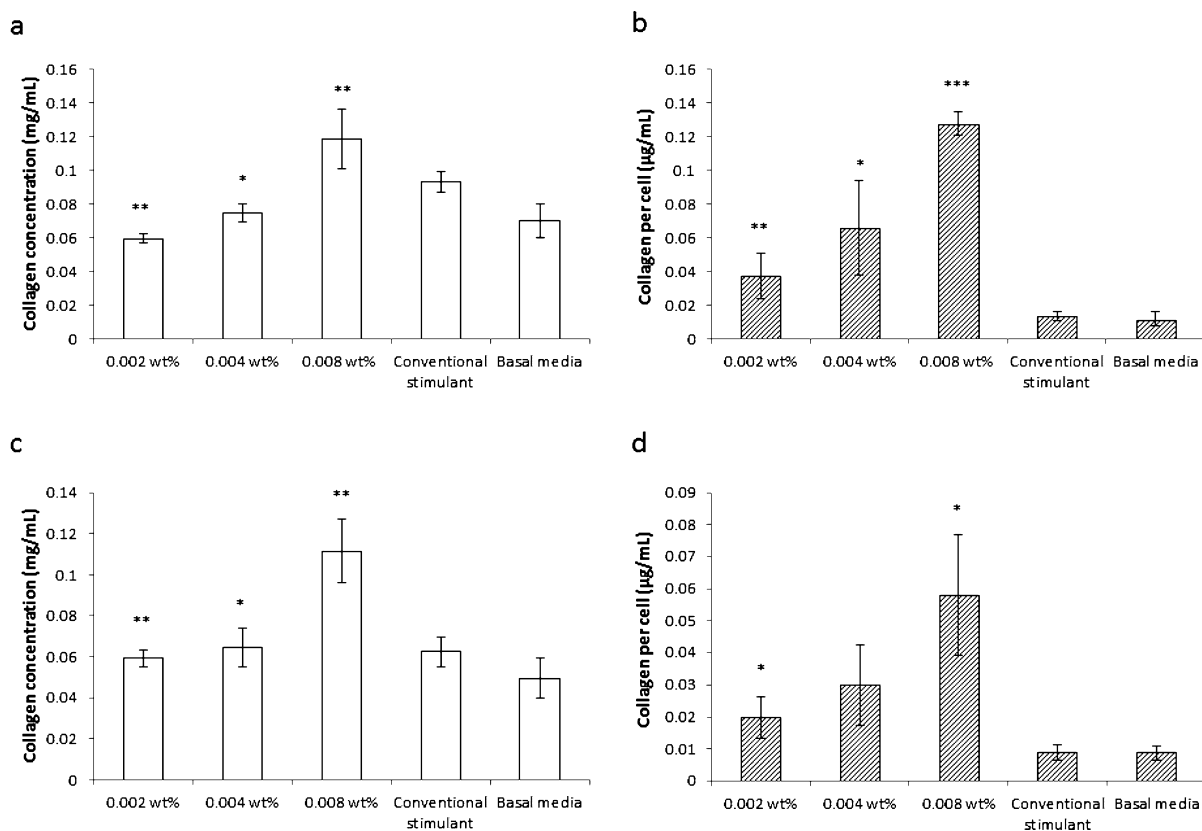 a
Collagen concentration (mg/mL)
0.16
0.14
0.12
0.1
0.08
0.06
0.04
0.02
0
**
*
**
0.002 wt%
0.004 wt%
0.008 wt%
Conventional
stimulant
Basal media
b
Collagen per cell (µg/mL)
0.16
0.14
0.12
0.1
0.08
0.06
0.04
0.02
0
**
*
***
0.002 wt%
0.004 wt%
0.008 wt%
Conventional
stimulant
Basal media
c
Collagen concentration (mg/mL)
0.14
0.12
0.1
0.08
0.06
0.04
0.02
0
**
*
**
0.002 wt%
0.004 wt%
0.008 wt%
Conventional
stimulant
Basal media
d
Collagen per cell (µg/mL)
0.09
0.08
0.07
0.06
0.05
0.04
0.03
0.02
0.01
0
*
*
0.002 wt%
0.004 wt%
0.008 wt%
Conventional
stimulant
Basal media